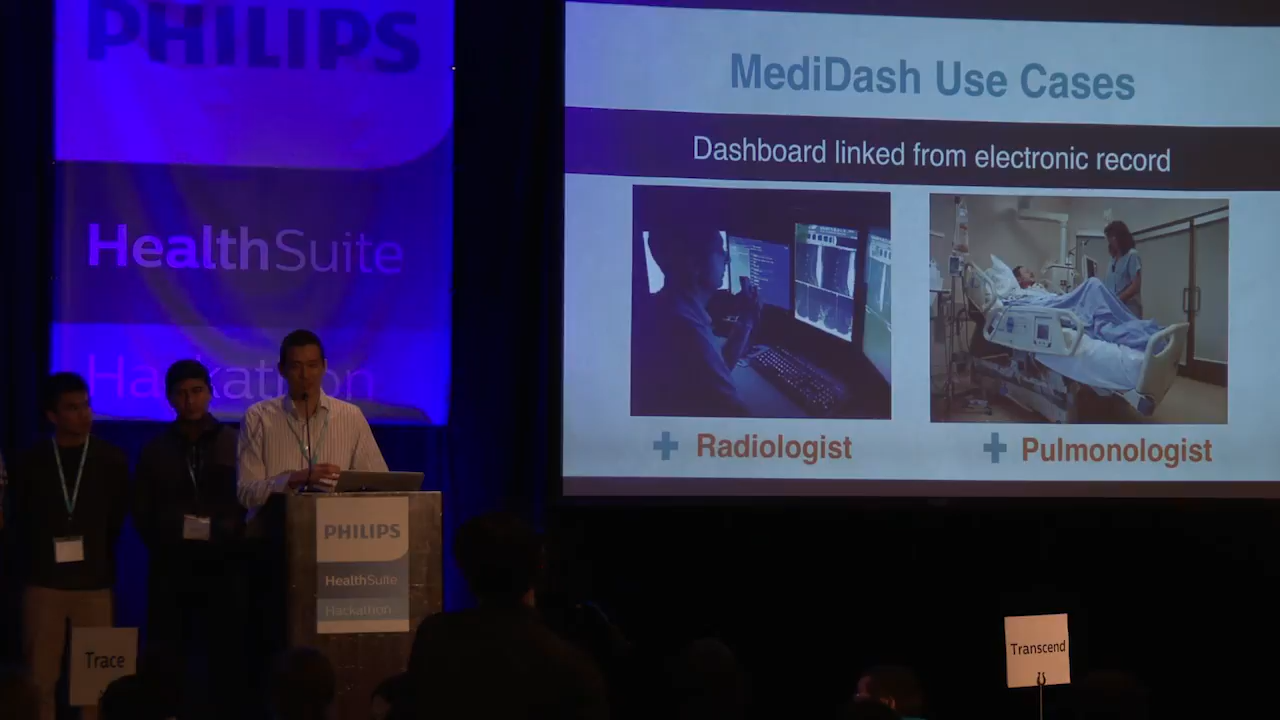 PHILIPS
HealthSuite
Hackathon
MediDash Use Cases
Dashboard linked from electronic record
Radiologist
Pulmonologist
PHILIPS
HealthSuite
Hackathon
Trace
Transcend